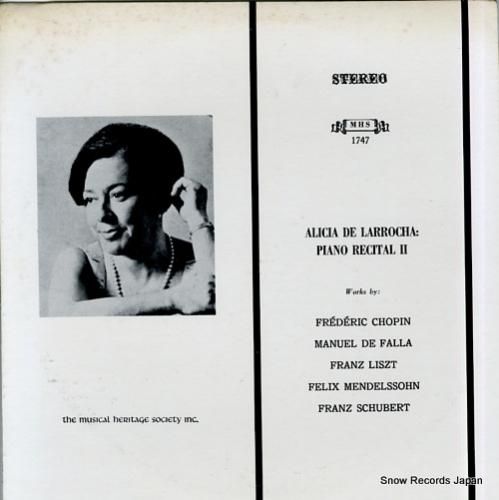 STEREO
MHS
1747
ALICIA DE LARROCHA:
PIANO RECITAL II
Works by:
FRÉDÉRIC CHOPIN
MANUEL DE FALLA
FRANZ LISZT
FELIX MENDELSSOHN
FRANZ SCHUBERT
the musical heritage society inc.
Snow Records Japan